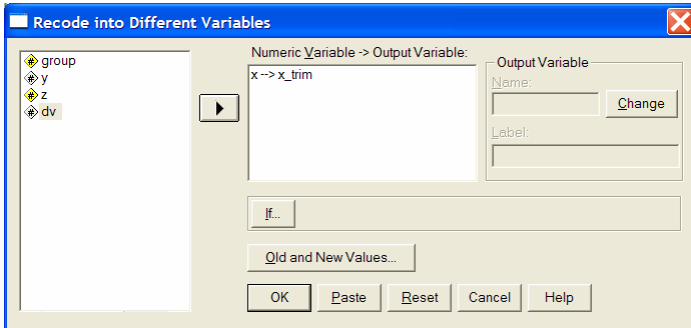 Recode into Different Variables
group
y
z
dv
Numeric Variable -> Output Variable:
x --> x_trim
Output Variable
Name:
Change
Label:
If...
Old and New Values...
OK
Paste
Reset
Cancel
Help